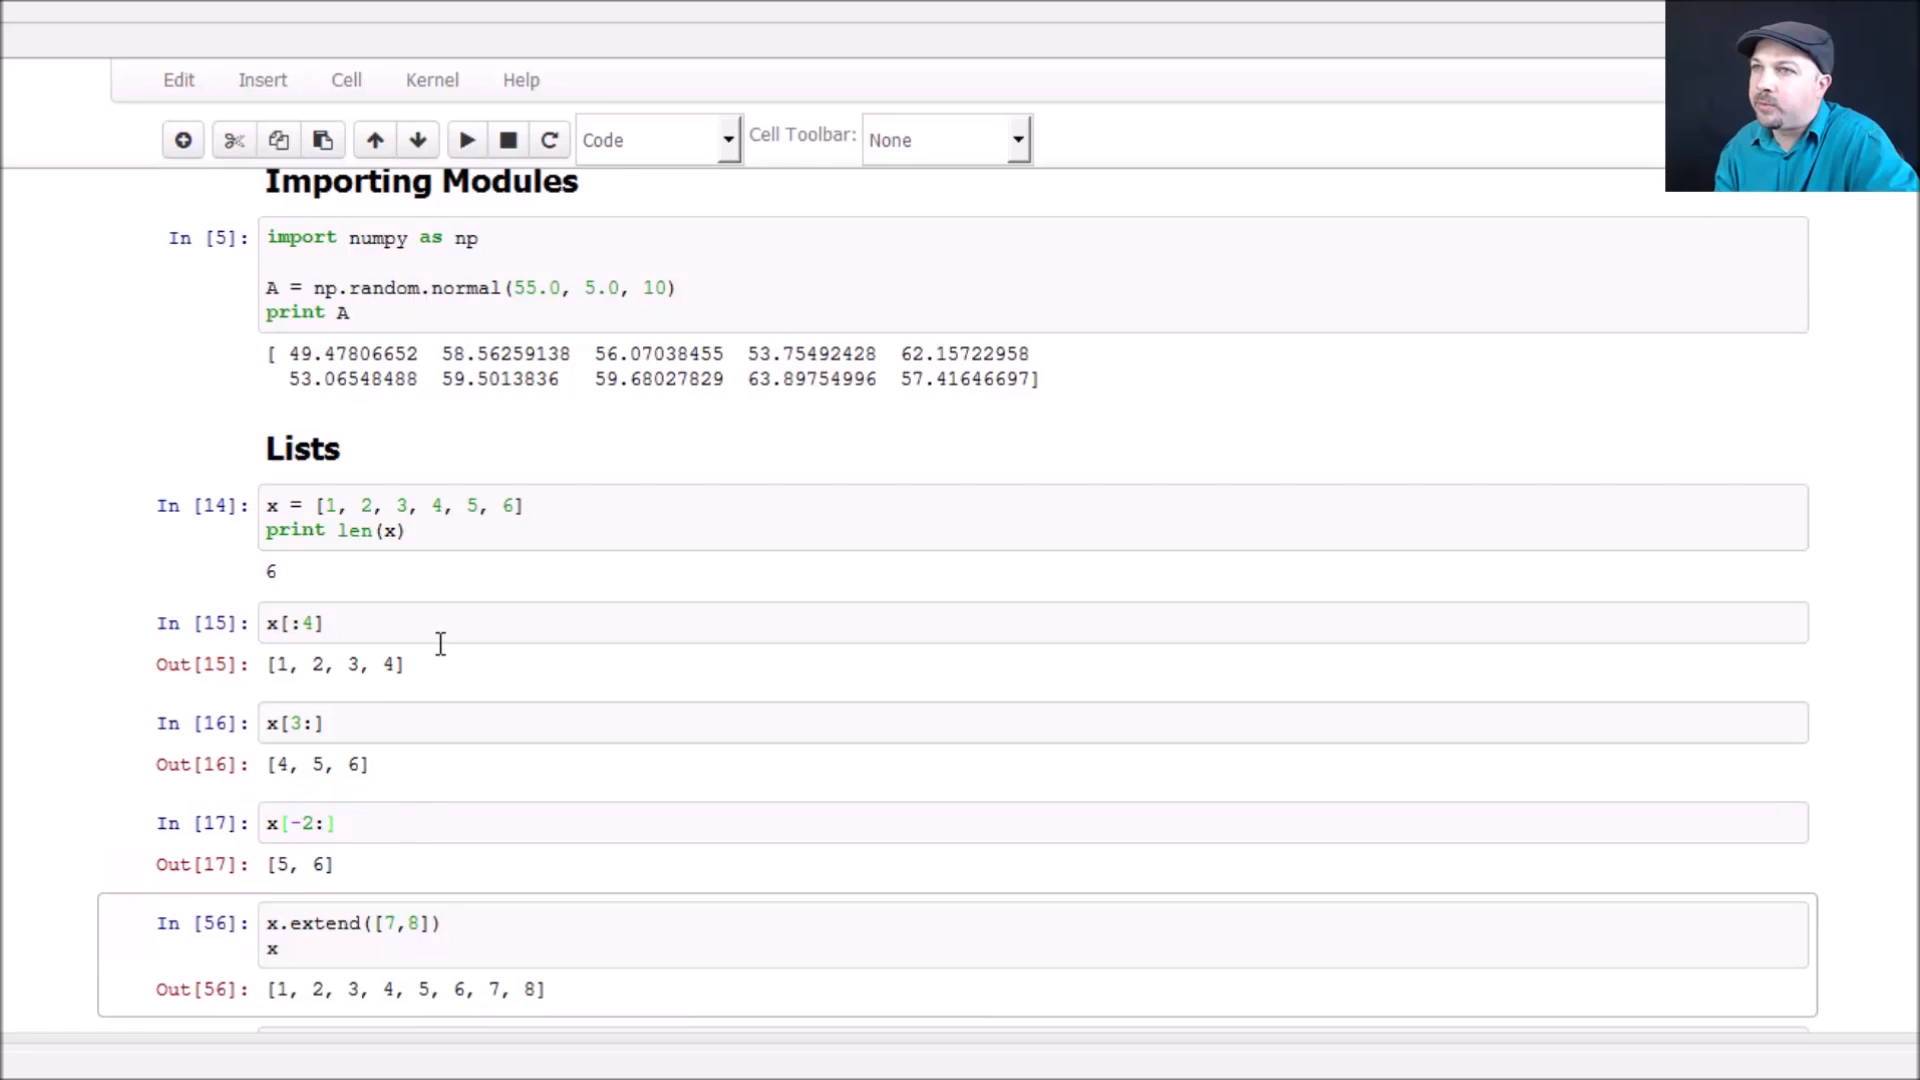 Edit Insert Cell Kernel Help
Code Cell Toolbar: None
Importing Modules
In [5]: import numpy as np
A = np.random.normal(55.0, 5.0, 10)
print A
[ 49.47806652 58.56259138 56.07038455 53.75492428 62.15722958
53.06548488 59.5013836 59.68027829 63.89754996 57.41646697]
Lists
In [14]: x = [1, 2, 3, 4, 5, 6]
print len(x)
6
In [15]: x[:4]
Out[15]: [1, 2, 3, 4]
In [16]: x[3:]
Out[16]: [4, 5, 6]
In [17]: x[-2:]
Out[17]: [5, 6]
In [56]: x.extend([7,8])
x
Out[56]: [1, 2, 3, 4, 5, 6, 7, 8]